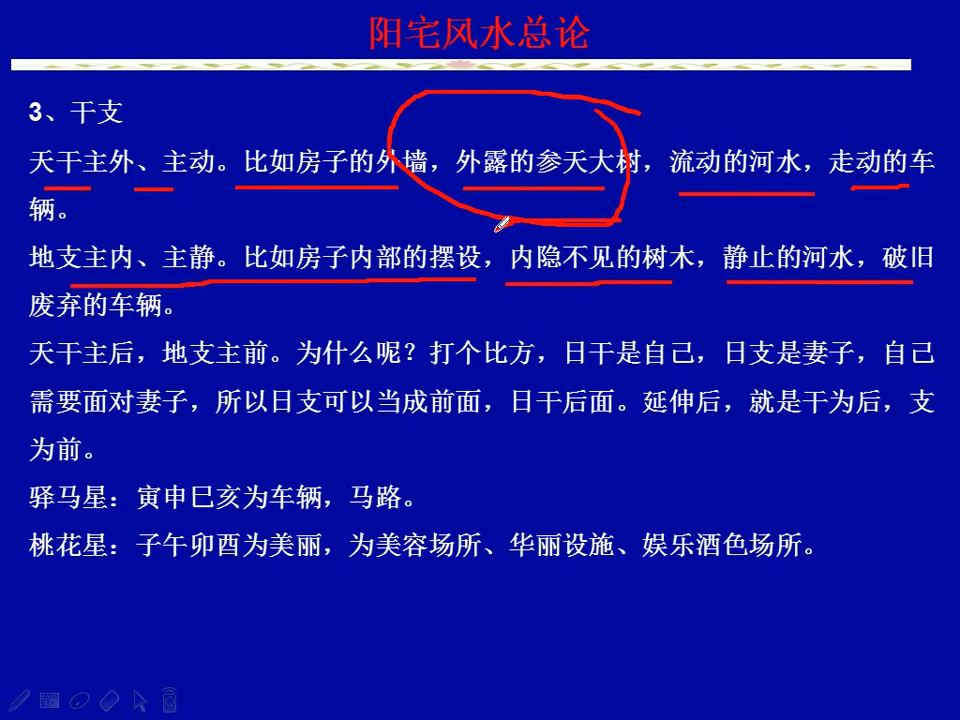 阳宅风水总论
3、干支
天干主外、主动。比如房子的外墙，外露的参天大树，流动的河水，走动的车
辆。
地支主内、主静。比如房子内部的摆设，内隐不见的树木，静止的河水，破旧
废弃的车辆。
天干主后，地支主前。为什么呢？打个比方，日干是自己，日支是妻子，自己
需要面对妻子，所以日支可以当成前面，日干后面。延伸后，就是干为后，支
为前。
驿马星：寅申巳亥为车辆，马路。
桃花星：子午卯酉为美丽，为美容场所、华丽设施、娱乐酒色场所。